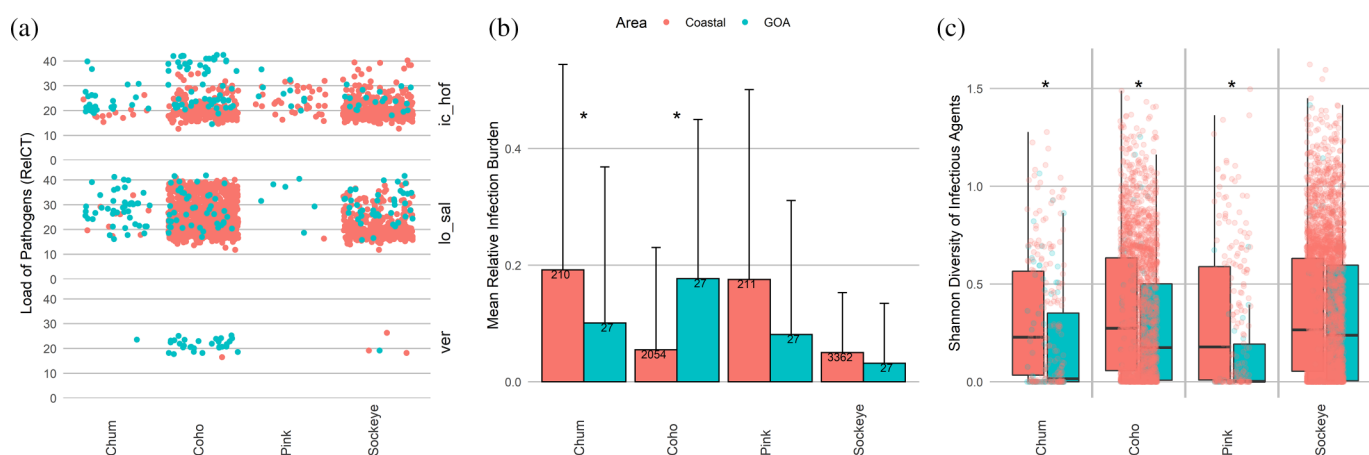 Area Coastal GOA
(a)
Load of Pathogens (RelCT)
40
30
20
10
0
ic_hof
40
30
20
10
0
lo_sal
40
30
20
10
0
ver
Chum Coho Pink Sockeye
(b)
Mean Relative Infection Burden
0.4
0.2
0.0
* *
210 27 2054 27 211 27 3362 27
Chum Coho Pink Sockeye
(c)
Shannon Diversity of Infectious Agents
1.5
1.0
0.5
0.0
* * *
Chum Coho Pink Sockeye